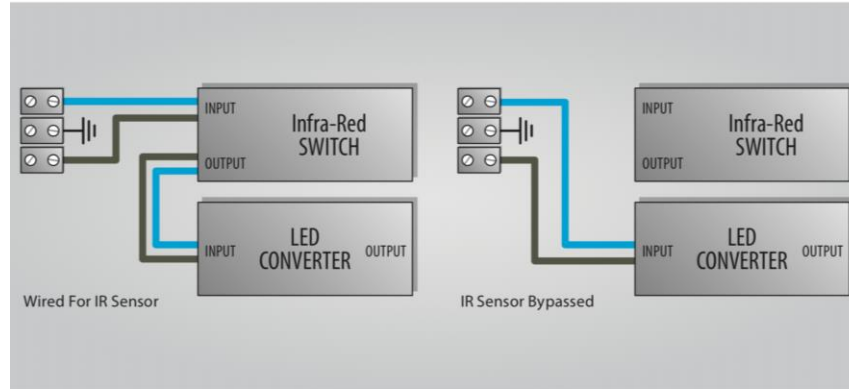 INPUT
Infra-Red
SWITCH
OUTPUT
INPUT
LED
CONVERTER
OUTPUT
Wired For IR Sensor
INPUT
Infra-Red
SWITCH
OUTPUT
INPUT
LED
CONVERTER
OUTPUT
IR Sensor Bypassed